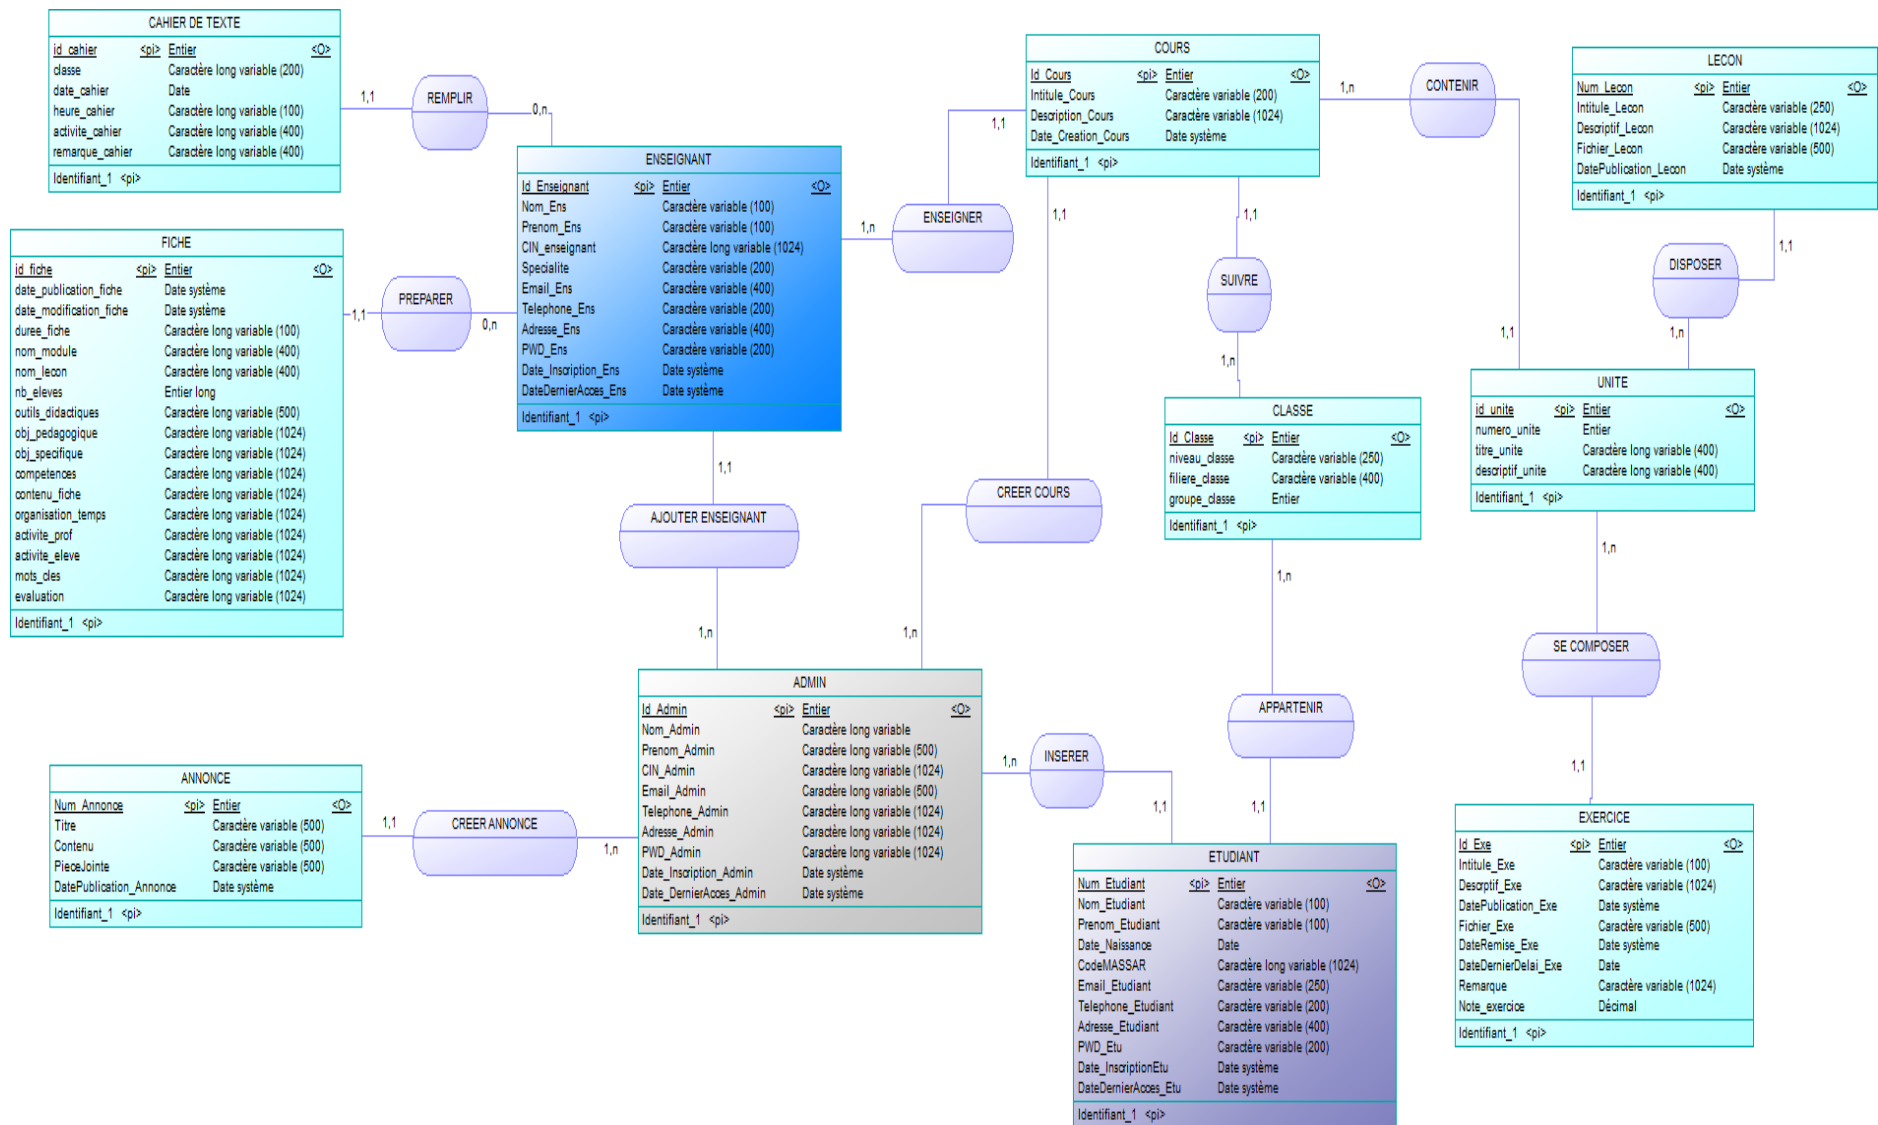 CAHIER DE TEXTE
id_cahier <pi> Entier <O>
classe Caractère long variable (200)
date_cahier Date
heure_cahier Caractère long variable (100)
activite_cahier Caractère long variable (400)
remarque_cahier Caractère long variable (400)
Identifiant_1 <pi>
1,1
REMPLIR
0,n
FICHE
id_fiche <pi> Entier <O>
date_publication_fiche Date système
date_modification_fiche Date système
duree_fiche Caractère long variable (100)
nom_module Caractère long variable (400)
nom_lecon Caractère long variable (400)
nb_eleves Entier long
outils_didactiques Caractère long variable (500)
obj_pedagogique Caractère long variable (1024)
obj_specifique Caractère long variable (1024)
competences Caractère long variable (1024)
contenu_fiche Caractère long variable (1024)
organisation_temps Caractère long variable (1024)
activite_prof Caractère long variable (1024)
activite_eleve Caractère long variable (1024)
mots_cles Caractère long variable (1024)
evaluation Caractère long variable (1024)
Identifiant_1 <pi>
1,1
PREPARER
0,n
ENSEIGNANT
Id_Enseignant <pi> Entier <O>
Nom_Ens Caractère variable (100)
Prenom_Ens Caractère variable (100)
CIN_enseignant Caractère long variable (1024)
Specialite Caractère variable (200)
Email_Ens Caractère variable (400)
Telephone_Ens Caractère variable (200)
Adresse_Ens Caractère variable (400)
PWD_Ens Caractère variable (200)
Date_Inscription_Ens Date système
DateDernierAcces_Ens Date système
Identifiant_1 <pi>
1,n
ENSEIGNER
1,1
COURS
Id_Cours <pi> Entier <O>
Intitule_Cours Caractère variable (200)
Description_Cours Caractère variable (1024)
Date_Creation_Cours Date système
Identifiant_1 <pi>
1,n
CONTENIR
1,1
LECON
Num_Lecon <pi> Entier <O>
Intitule_Lecon Caractère variable (250)
Descriptif_Lecon Caractère variable (1024)
Fichier_Lecon Caractère variable (500)
DatePublication_Lecon Date système
Identifiant_1 <pi>
1,1
DISPOSER
1,n
1,1
SUIVRE
1,n
UNITE
id_unite <pi> Entier <O>
numero_unite Entier
titre_unite Caractère long variable (400)
descriptif_unite Caractère long variable (400)
Identifiant_1 <pi>
CLASSE
Id_Classe <pi> Entier <O>
niveau_classe Caractère variable (250)
filiere_classe Caractère variable (400)
groupe_classe Entier
Identifiant_1 <pi>
1,1
CREER COURS
1,n
1,1
AJOUTER ENSEIGNANT
1,n
1,n
SE COMPOSER
1,1
1,n
APPARTENIR
1,1
ADMIN
Id_Admin <pi> Entier <O>
Nom_Admin Caractère long variable
Prenom_Admin Caractère long variable (500)
CIN_Admin Caractère long variable (1024)
Email_Admin Caractère long variable (500)
Telephone_Admin Caractère long variable (1024)
Adresse_Admin Caractère long variable (1024)
PWD_Admin Caractère long variable (1024)
Date_Inscription_Admin Date système
Date_DernierAcces_Admin Date système
Identifiant_1 <pi>
1,n
INSERER
1,1
ANNONCE
Num_Annonce <pi> Entier <O>
Titre Caractère variable (500)
Contenu Caractère variable (500)
PieceJointe Caractère variable (500)
DatePublication_Annonce Date système
Identifiant_1 <pi>
1,1
CREER ANNONCE
1,n
ETUDIANT
Num_Etudiant <pi> Entier <O>
Nom_Etudiant Caractère variable (100)
Prenom_Etudiant Caractère variable (100)
Date_Naissance Date
CodeMASSAR Caractère long variable (1024)
Email_Etudiant Caractère variable (250)
Telephone_Etudiant Caractère variable (200)
Adresse_Etudiant Caractère variable (400)
PWD_Etu Caractère variable (200)
Date_InscriptionEtu Date système
DateDernierAcces_Etu Date système
Identifiant_1 <pi>
EXERCICE
Id_Exe <pi> Entier <O>
Intitule_Exe Caractère variable (100)
Descrptif_Exe Caractère variable (1024)
DatePublication_Exe Date système
Fichier_Exe Caractère variable (500)
DateRemise_Exe Date système
DateDernierDelai_Exe Date
Remarque Caractère variable (1024)
Note_exercice Décimal
Identifiant_1 <pi>